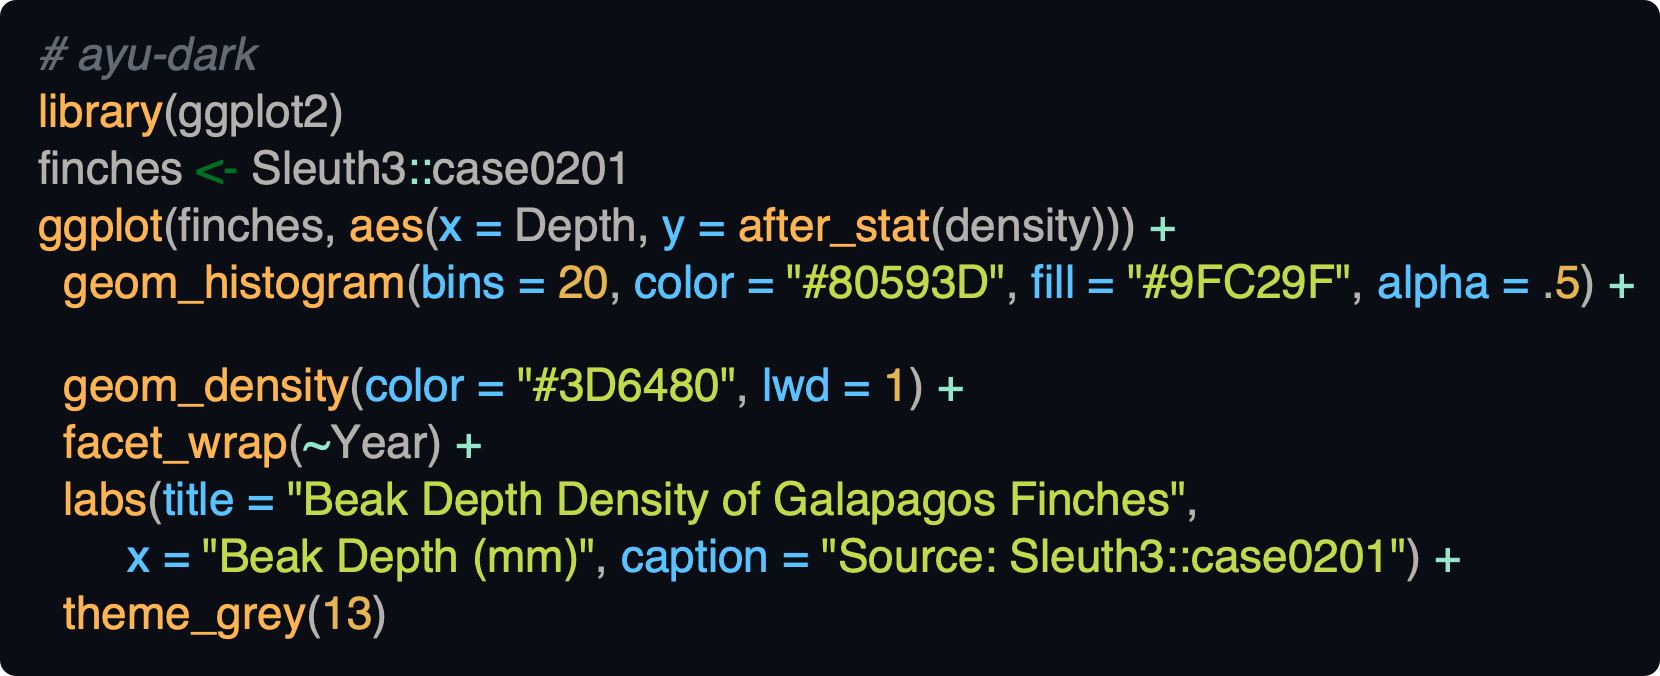 # ayu-dark
library(ggplot2)
finches <- Sleuth3::case0201
ggplot(finches, aes(x = Depth, y = after_stat(density))) +
  geom_histogram(bins = 20, color = "#80593D", fill = "#9FC29F", alpha = .5) +
  geom_density(color = "#3D6480", lwd = 1) +
  facet_wrap(~Year) +
  labs(title = "Beak Depth Density of Galapagos Finches",
       x = "Beak Depth (mm)", caption = "Source: Sleuth3::case0201") +
  theme_grey(13)